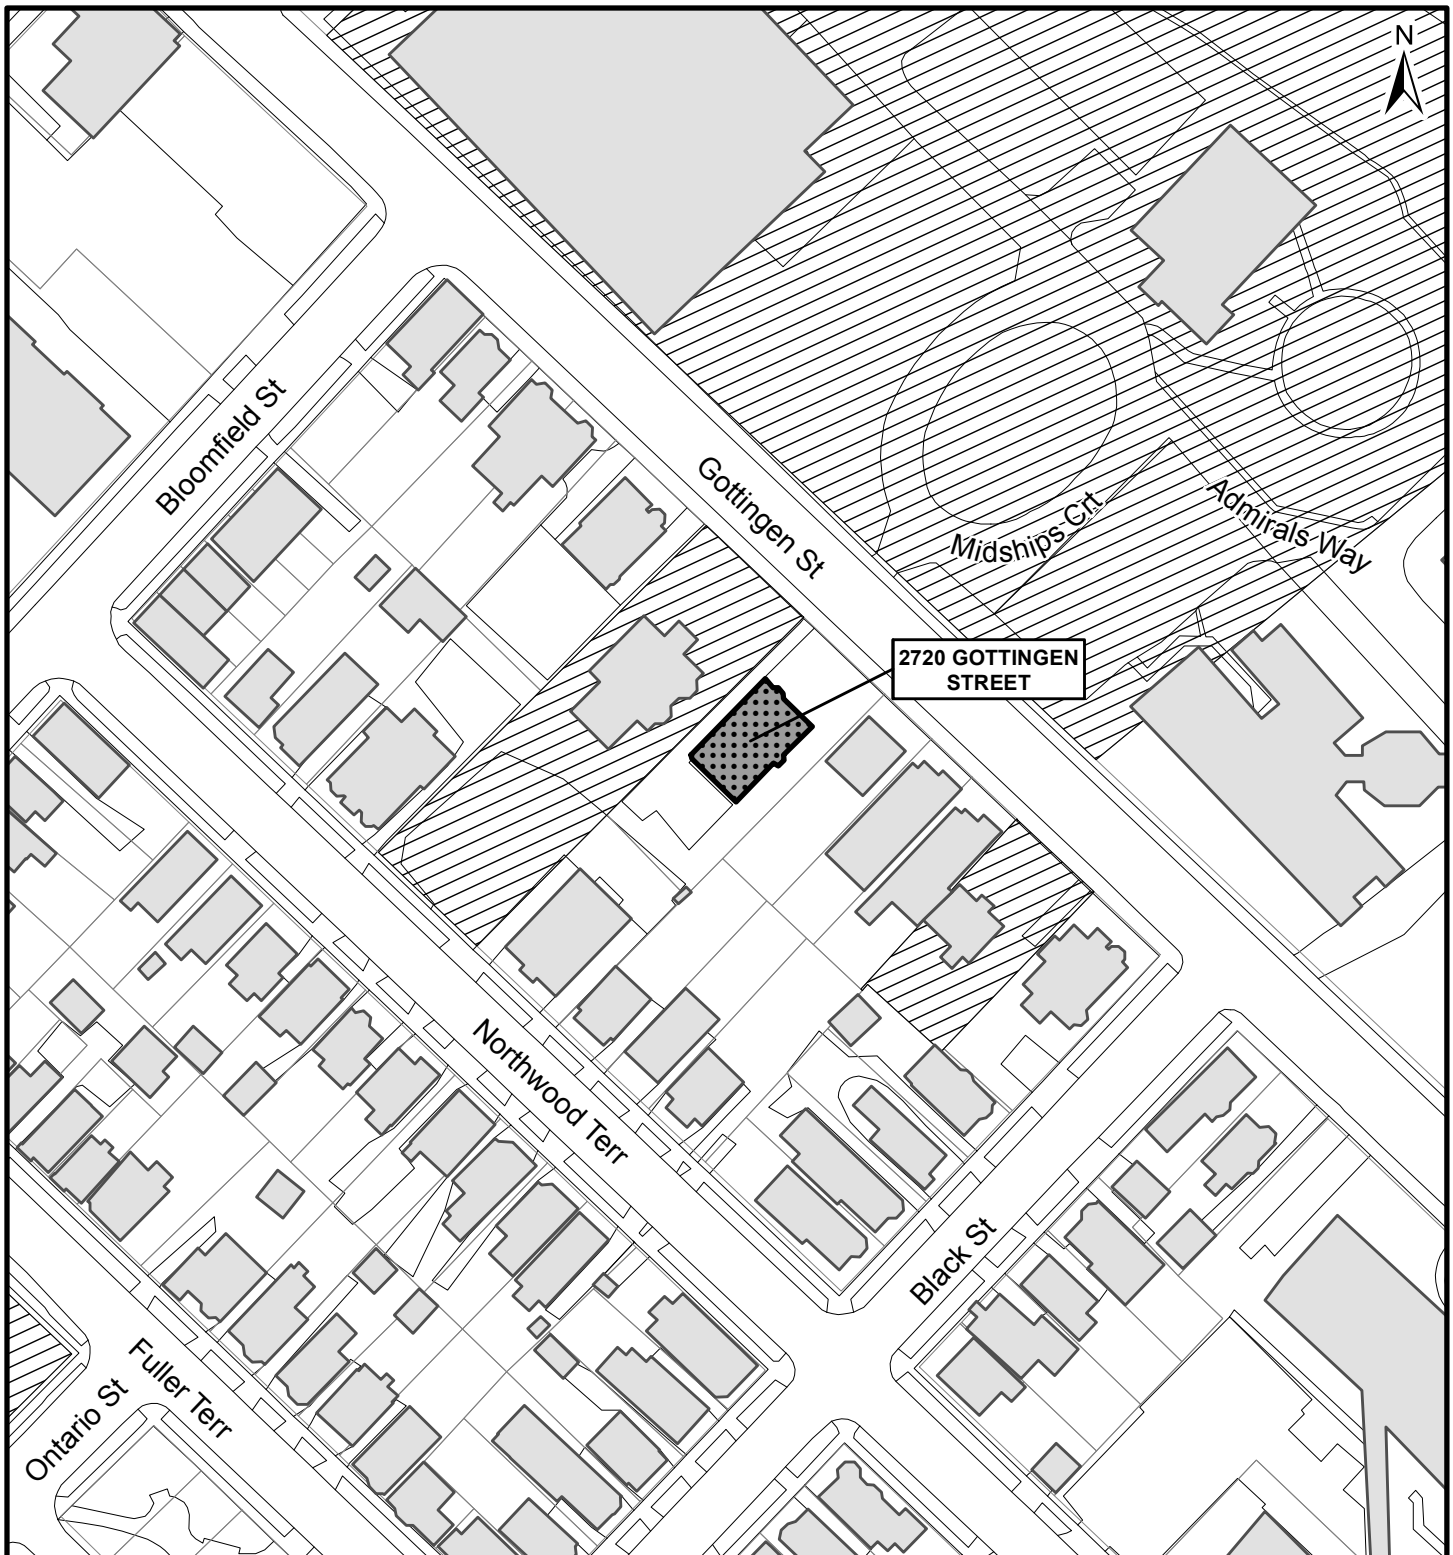 N
Bloomfield St
Gottingen St
Midships Crt
Admirals Way
2720 GOTTINGEN
STREET
Northwood Terr
Black St
Fuller Terr
Ontario St